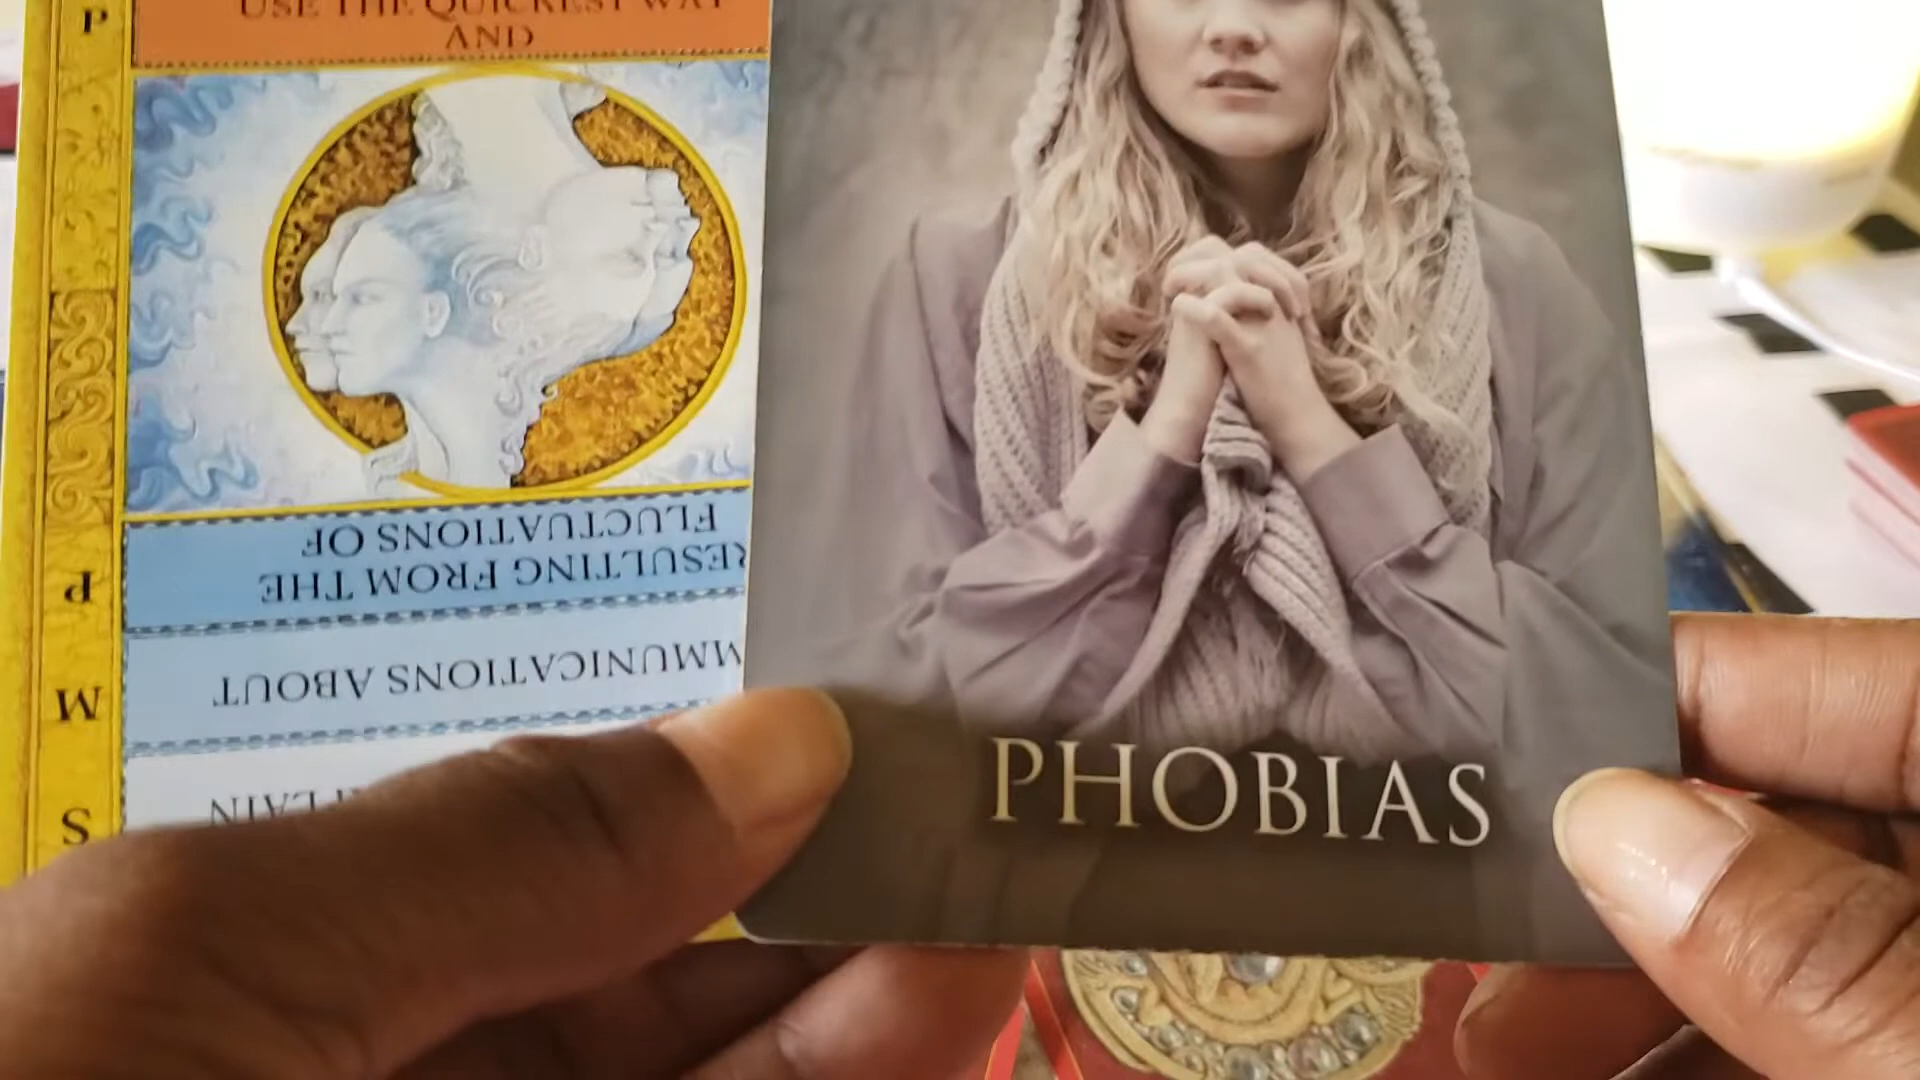 P
USE THE QUICKEST WAY
AND
FLUCTUATIONS OF
RESULTING FROM THE
MMUNICATIONS ABOUT
P
M
S
PHOBIAS